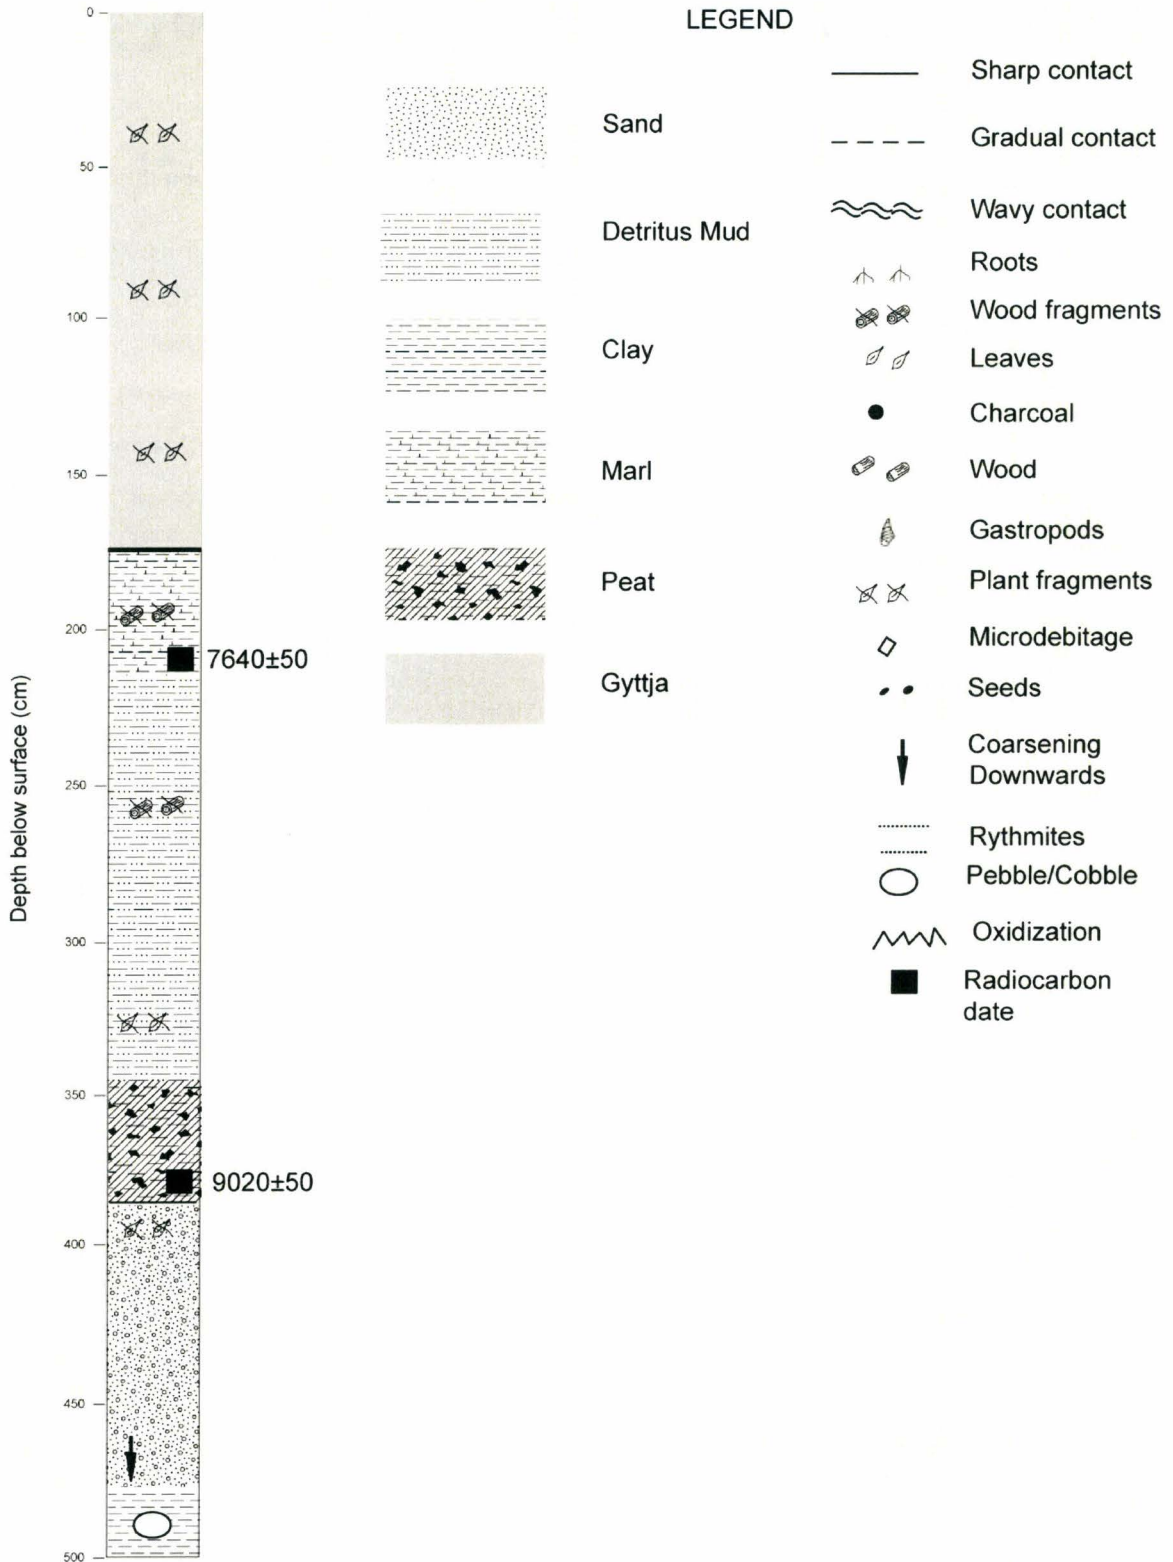 LEGEND
0
50
100
150
200
250
300
350
400
450
500
Depth below surface (cm)
7640±50
9020±50
Sand
Detritus Mud
Clay
Marl
Peat
Gyttja
Sharp contact
Gradual contact
Wavy contact
Roots
Wood fragments
Leaves
Charcoal
Wood
Gastropods
Plant fragments
Microdebitage
Seeds
Coarsening
Downwards
Rythmites
Pebble/Cobble
Oxidization
Radiocarbon
date